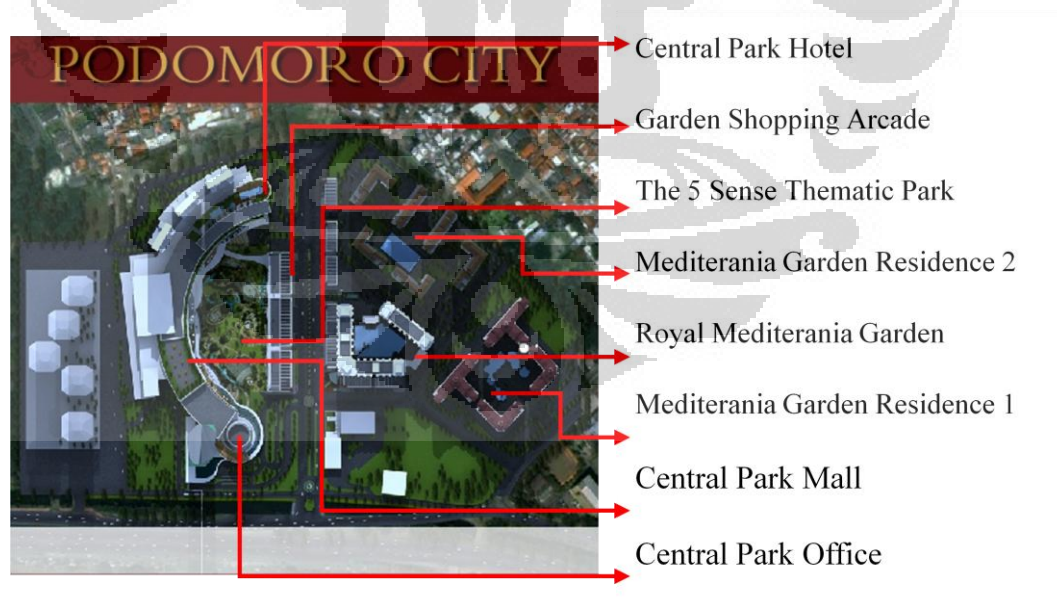 PODOMORO CITY
Central Park Hotel
Garden Shopping Arcade
The 5 Sense Thematic Park
Mediterania Garden Residence 2
Royal Mediterania Garden
Mediterania Garden Residence 1
Central Park Mall
Central Park Office